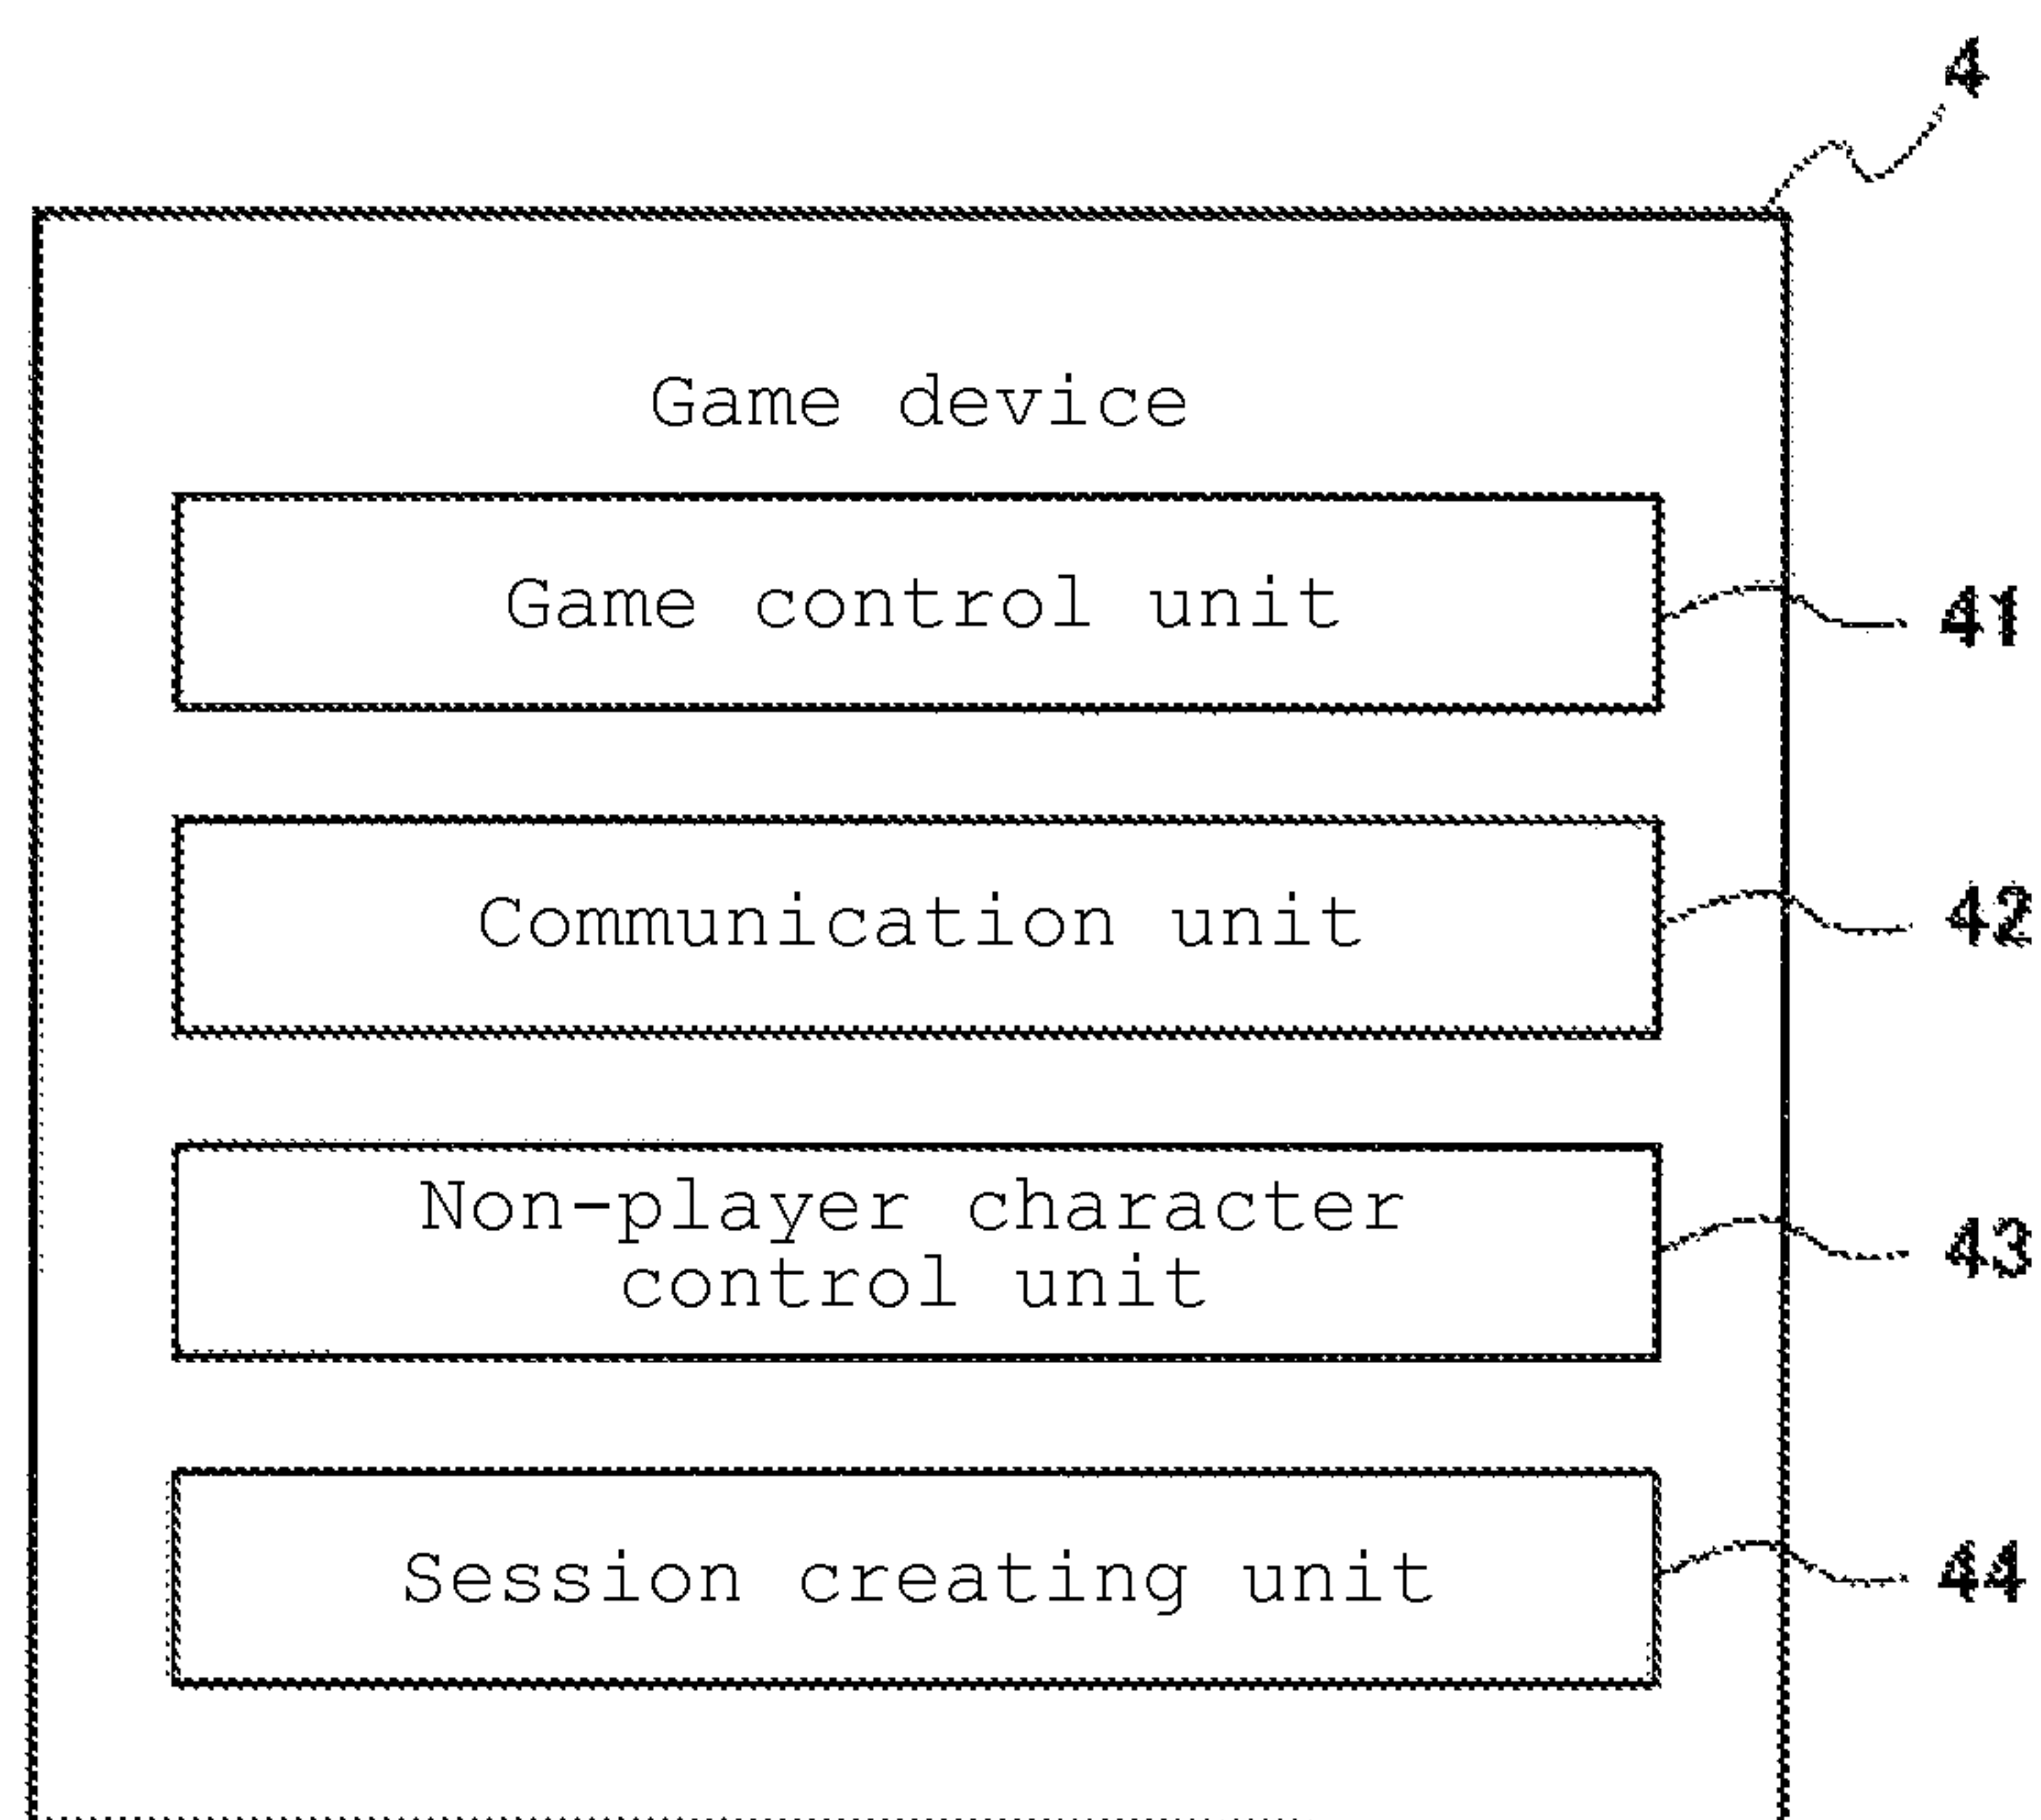 4
Game device
Game control unit
41
Communication unit
42
Non-player character
control unit
43
Session creating unit
44